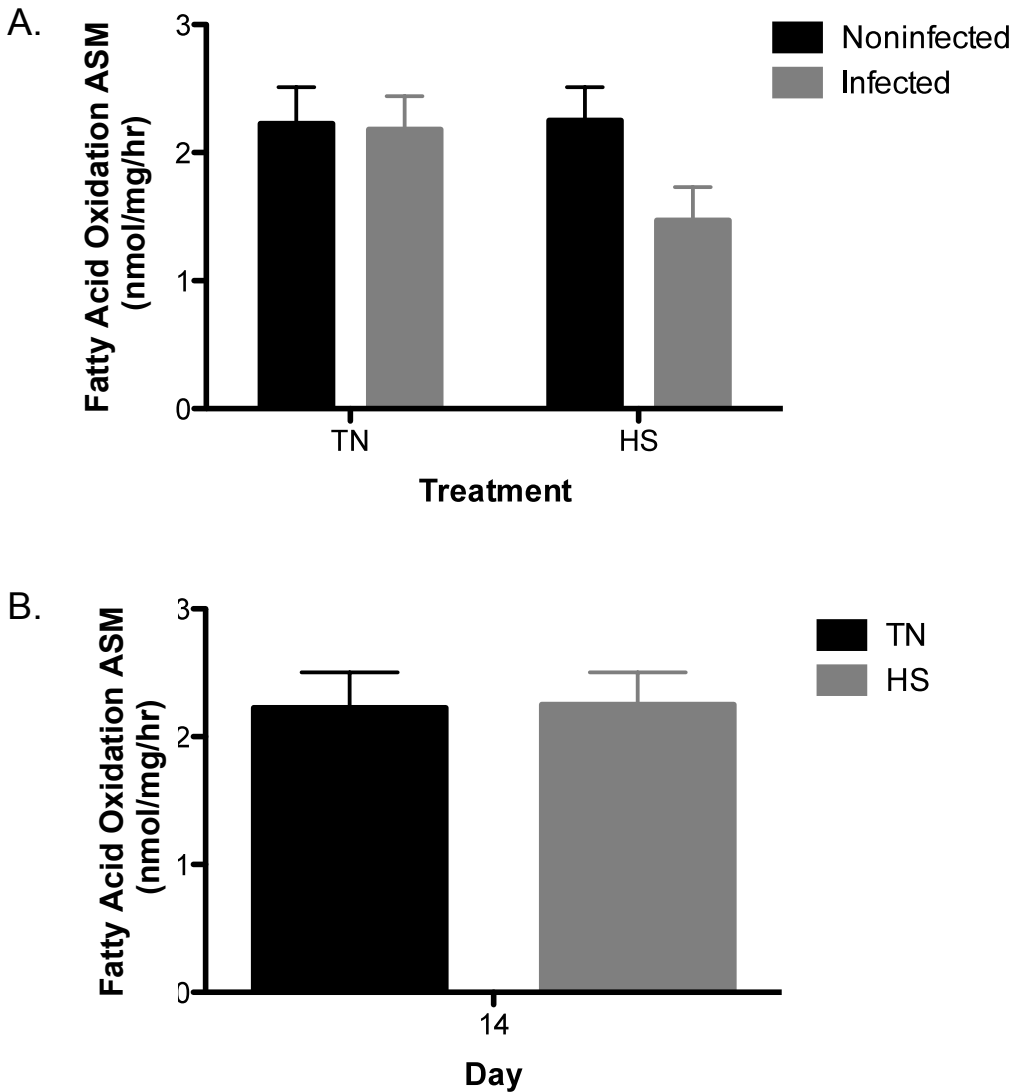 A.
Fatty Acid Oxidation ASM
(nmol/mg/hr)
3
2
1
0
TN
HS
Treatment
Noninfected
Infected
B.
Fatty Acid Oxidation ASM
(nmol/mg/hr)
3
2
1
0
14
Day
TN
HS